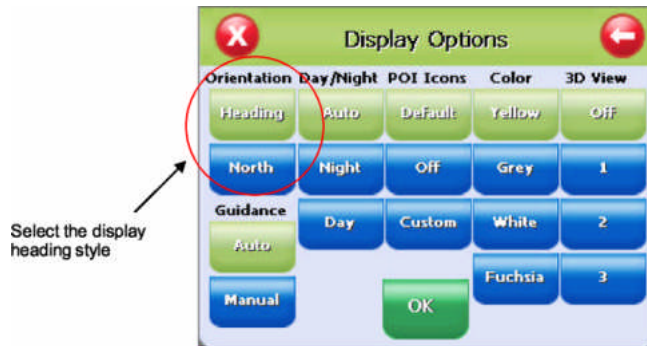 Display Options
Orientation Day/Night POI Icons Color 3D View
Heading Auto Default Yellow Off
North Night Off Grey 1
Guidance
Day Custom White 2
Auto
Fuchsia 3
Manual
OK
Select the display
heading style